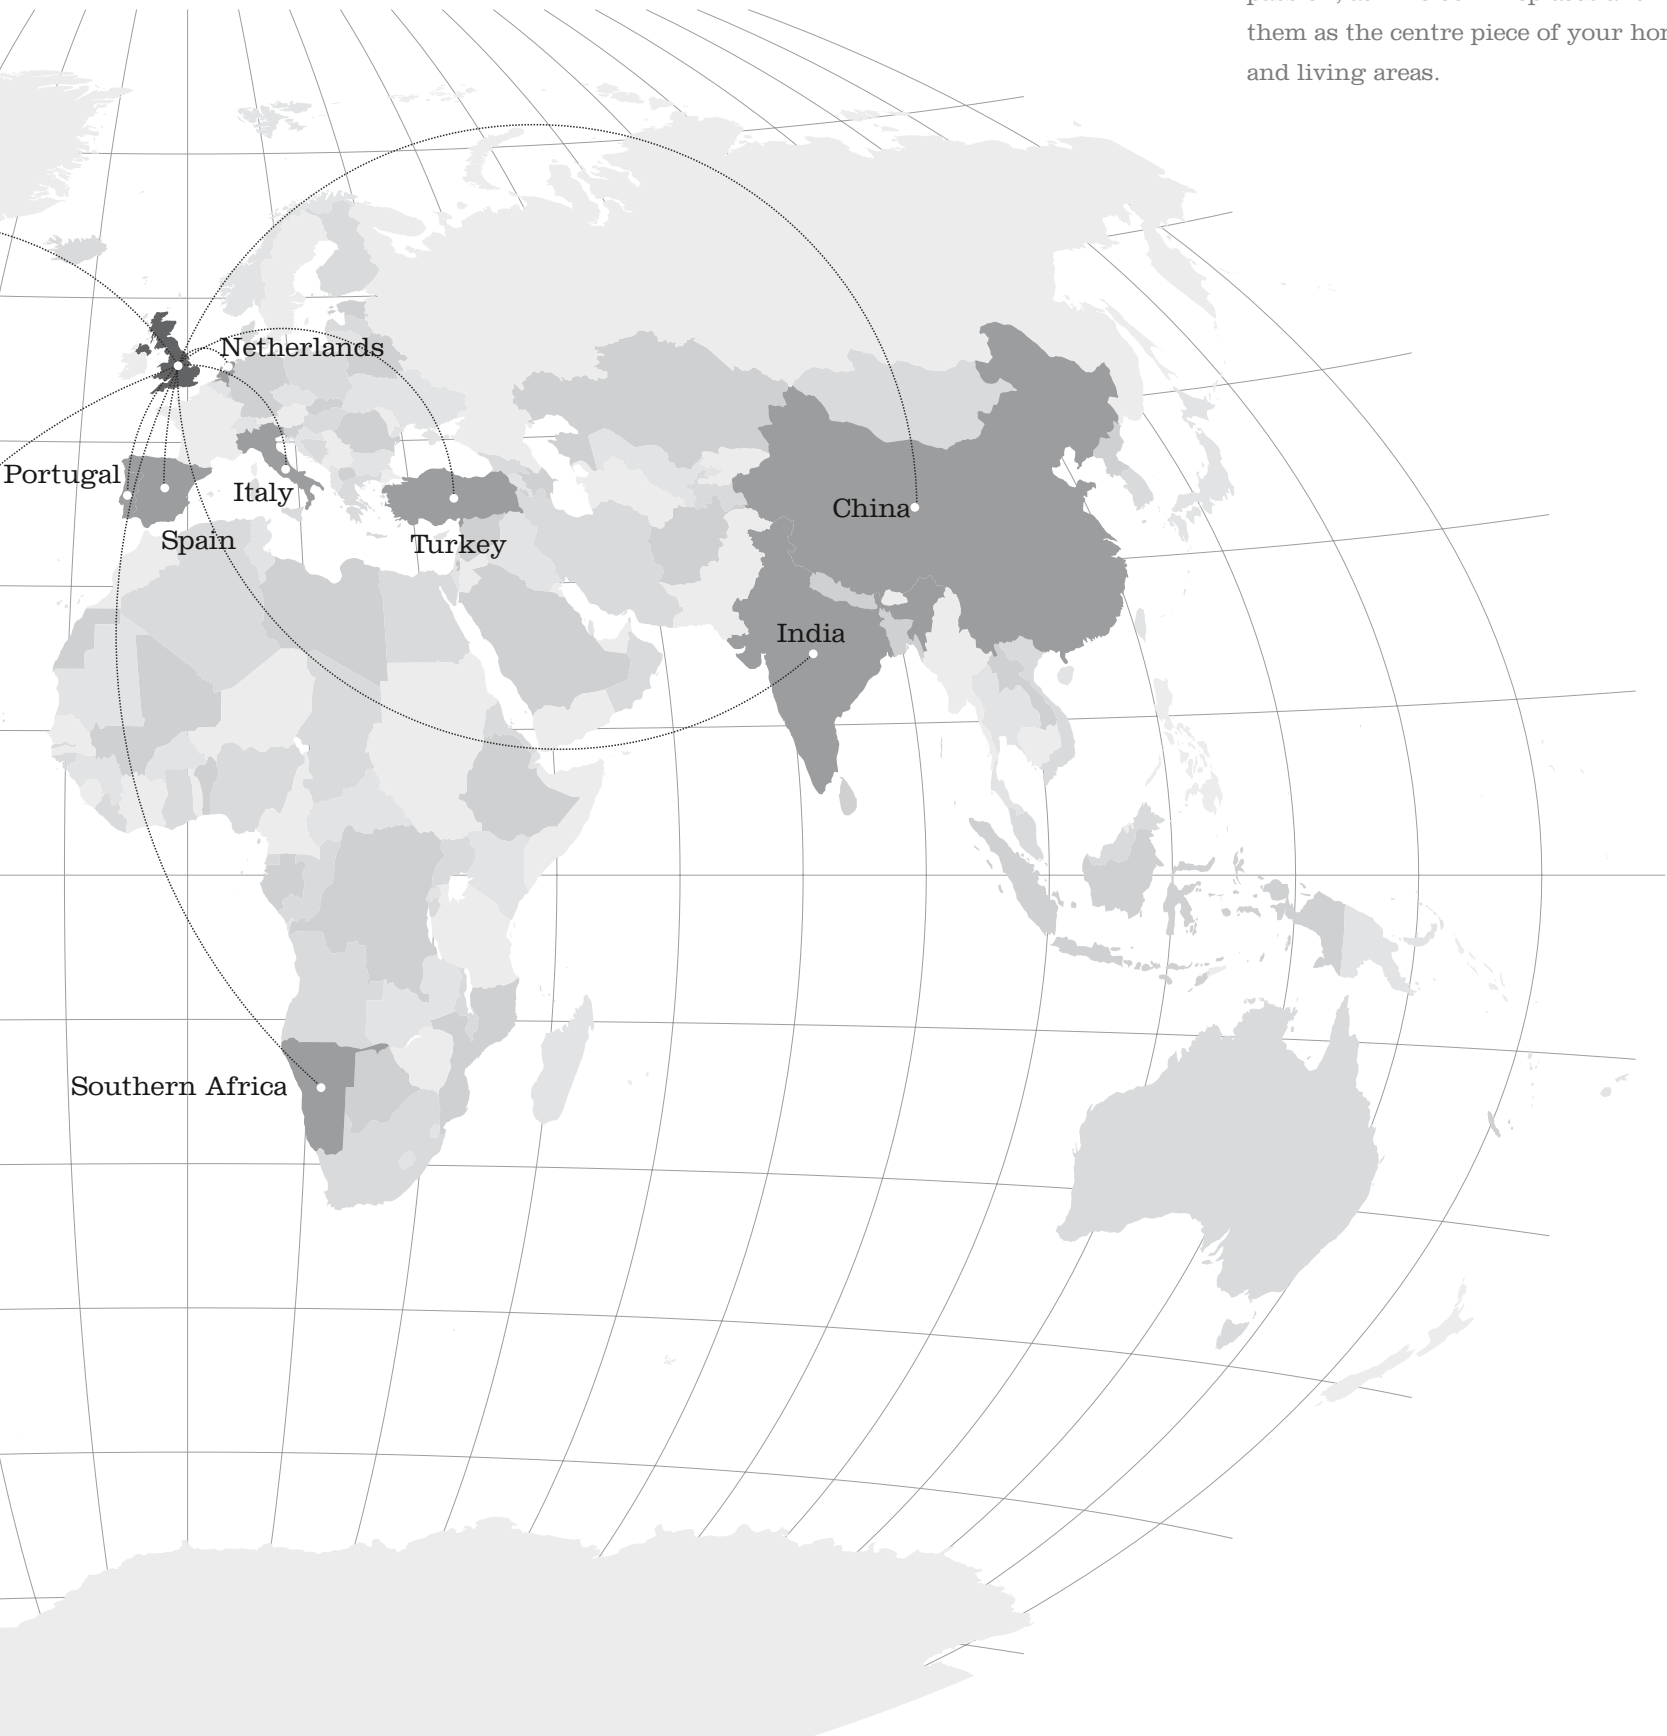 them as the centre piece of your
and living areas.
Netherlands
Portugal
Italy
Spain
Turkey
China
India
Southern Africa